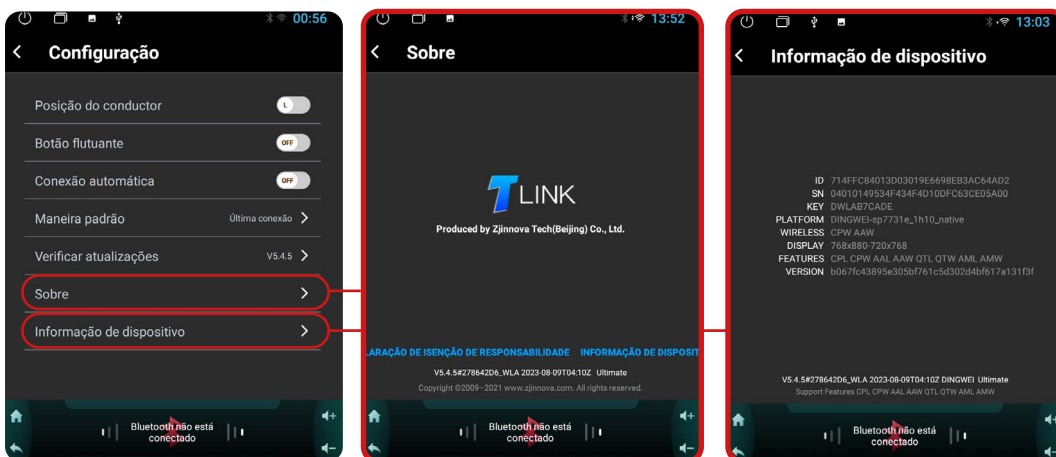 00:56
Configuração
Posição do conductor
L
Botão flutuante
OFF
Conexão automática
OFF
Maneira padrão
Última conexão
Verificar atualizações
V5.4.5
Sobre
Informação de dispositivo
Bluetooth não está
conectado
13:52
Sobre
TLINK
Produced by Zjinnova Tech(Beijing) Co., Ltd.
LARAÇÃO DE ISENÇÃO DE RESPONSABILIDADE INFORMAÇÃO DE DISPOSIT
V5.4.5#278642D6_WLA 2023-08-09T04:10Z Ultimate
Copyright ©2009-2021 www.zjinnova.com. All rights reserved.
Bluetooth não está
conectado
13:03
Informação de dispositivo
ID 714FFC84013D03019E6698EB3AC64AD2
SN 04010149534F434F4D10DFC63CE05A00
KEY DWLAB7CADE
PLATFORM DINGWEI-sp7731e_1h10_native
WIRELESS CPW AAW
DISPLAY 768x880-720x768
FEATURES CPL CPW AAL AAW QTL QTW AML AMW
VERSION b067fc43895e305bf761c5d302d4bf617a131f3f
V5.4.5#278642D6_WLA 2023-08-09T04:10Z DINGWEI Ultimate
Support Features CPL CPW AAL AAW QTL QTW AML AMW
Bluetooth não está
conectado